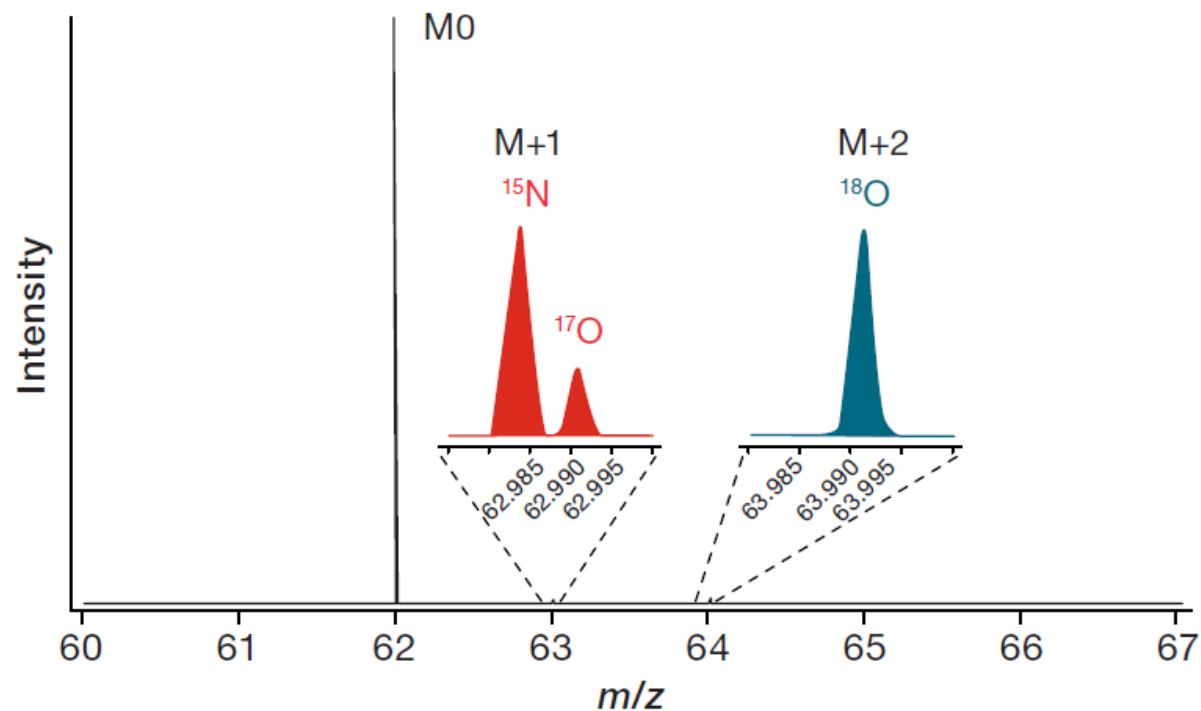 M0
M+1
¹⁵N
¹⁷O
M+2
¹⁸O
Intensity
62.985
62.990
62.995
63.985
63.990
63.995
60 61 62 63 64 65 66 67
m/z